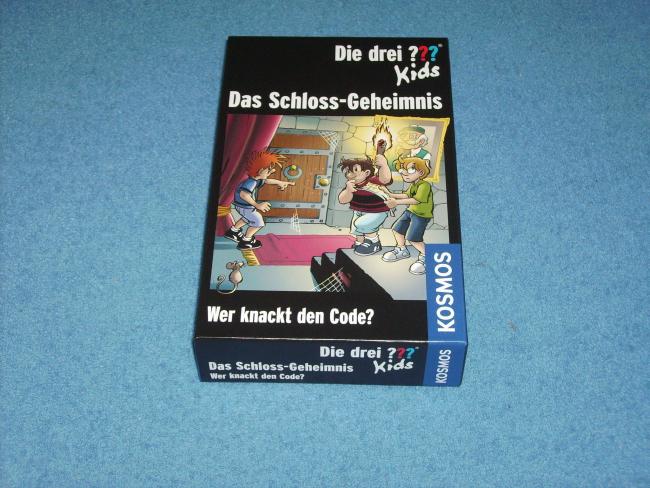 Die drei ???®
Kids
Das Schloss-Geheimnis
Wer knackt den Code?
KOSMOS
Die drei ???
Kids
Das Schloss-Geheimnis
Wer knackt den Code?
KOSMOS